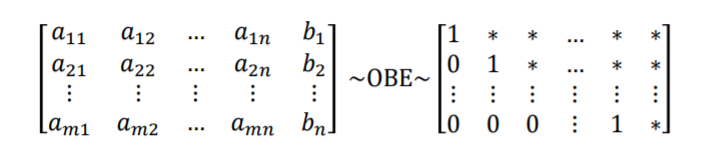 [a₁₁ a₁₂ … a₁ₙ b₁] [1 * * … * *]
[a₂₁ a₂₂ … a₂ₙ b₂] ~OBE~ [0 1 * … * *]
[⋮ ⋮ ⋮ ⋮ ⋮] [⋮ ⋮ ⋮ ⋮ ⋮ ⋮]
[aₘ₁ aₘ₂ … aₘₙ bₙ] [0 0 0 ⋮ 1 *]